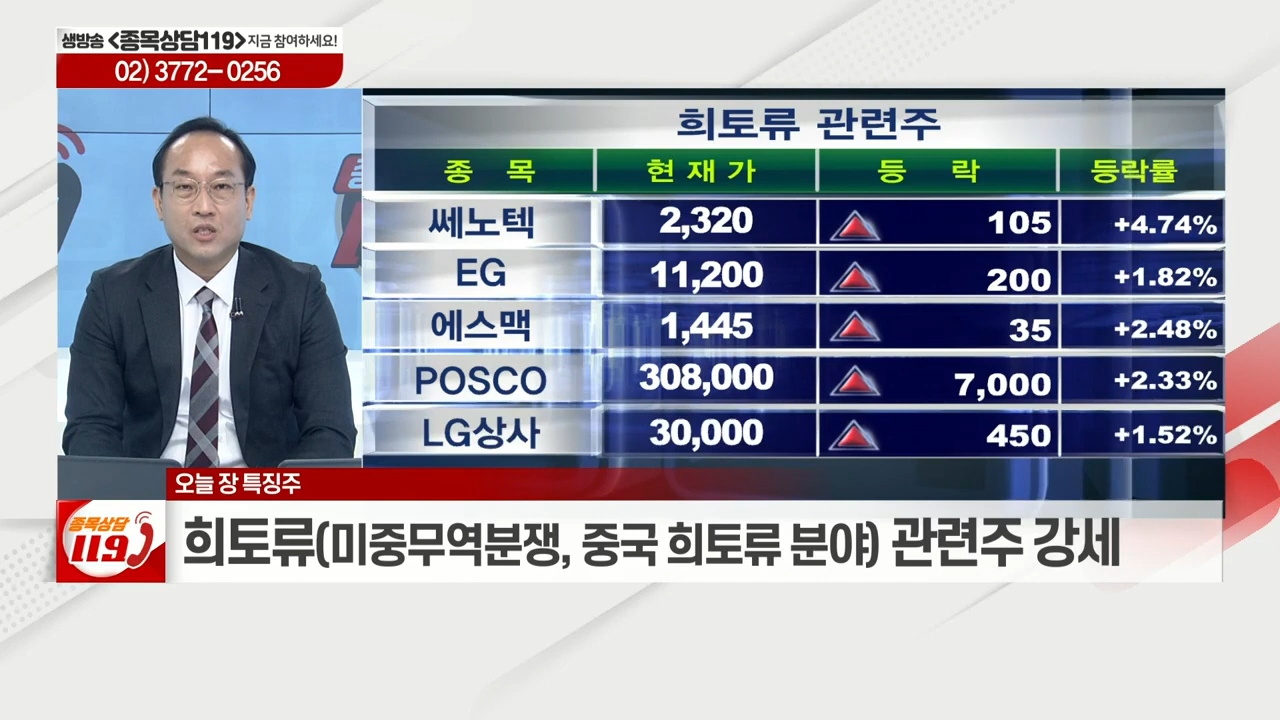 생방송 <종목상담119> 지금 참여하세요!
02) 3772-0256
희토류 관련주
종 목 현 재 가 등 락 등락률
쎄노텍 2,320 105 +4.74%
EG 11,200 200 +1.82%
에스맥 1,445 35 +2.48%
POSCO 308,000 7,000 +2.33%
LG상사 30,000 450 +1.52%
오늘 장 특징주
종목상담
119
희토류(미중무역분쟁, 중국 희토류 분야) 관련주 강세